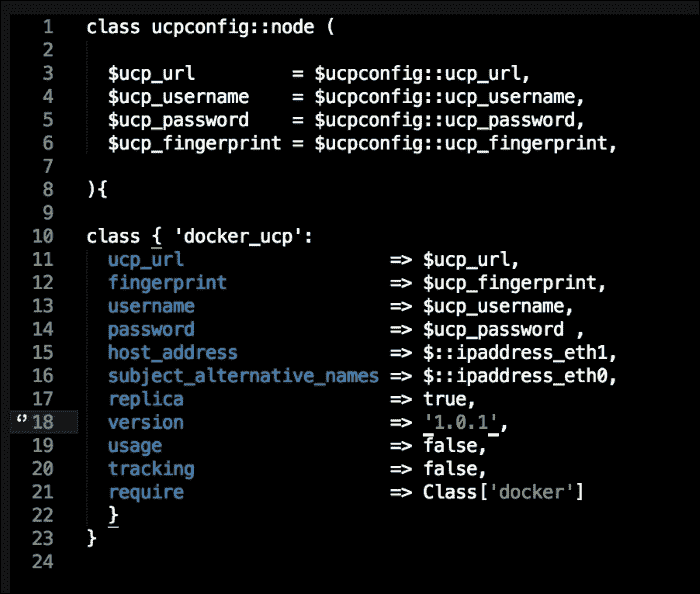 1 class ucpconfig::node (
2
3 $ucp_url         = $ucpconfig::ucp_url,
4 $ucp_username    = $ucpconfig::ucp_username,
5 $ucp_password    = $ucpconfig::ucp_password,
6 $ucp_fingerprint = $ucpconfig::ucp_fingerprint,
7
8 ){
9
10 class { 'docker_ucp':
11 ucp_url                   => $ucp_url,
12 fingerprint               => $ucp_fingerprint,
13 username                  => $ucp_username,
14 password                  => $ucp_password ,
15 host_address              => $::ipaddress_eth1,
16 subject_alternative_names => $::ipaddress_eth0,
17 replica                   => true,
18 version                   => '1.0.1',
19 usage                     => false,
20 tracking                  => false,
21 require                   => Class['docker']
22 }
23 }
24